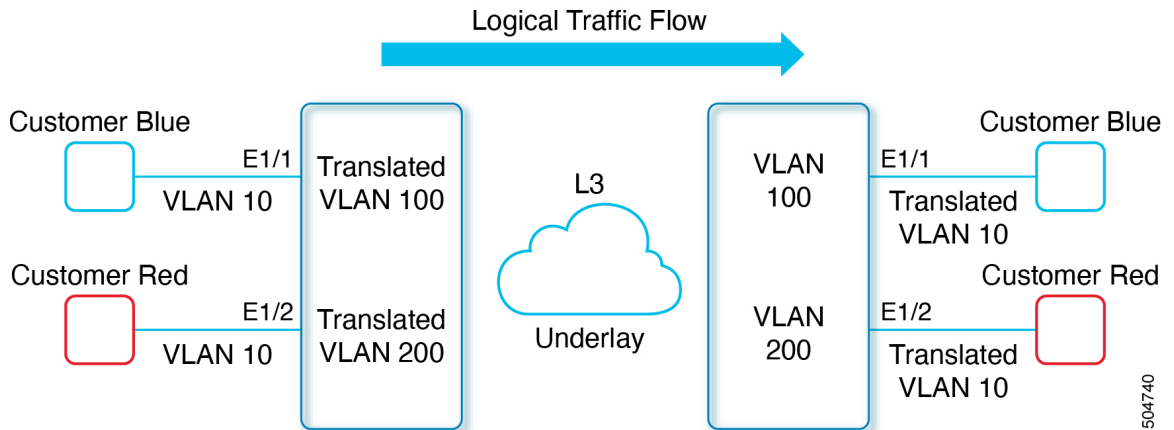 Logical Traffic Flow
Customer Blue
E1/1
VLAN 10
Translated
VLAN 100
Customer Red
E1/2
VLAN 10
Translated
VLAN 200
L3
Underlay
VLAN
100
E1/1
Translated
VLAN 10
Customer Blue
VLAN
200
E1/2
Translated
VLAN 10
Customer Red
504740